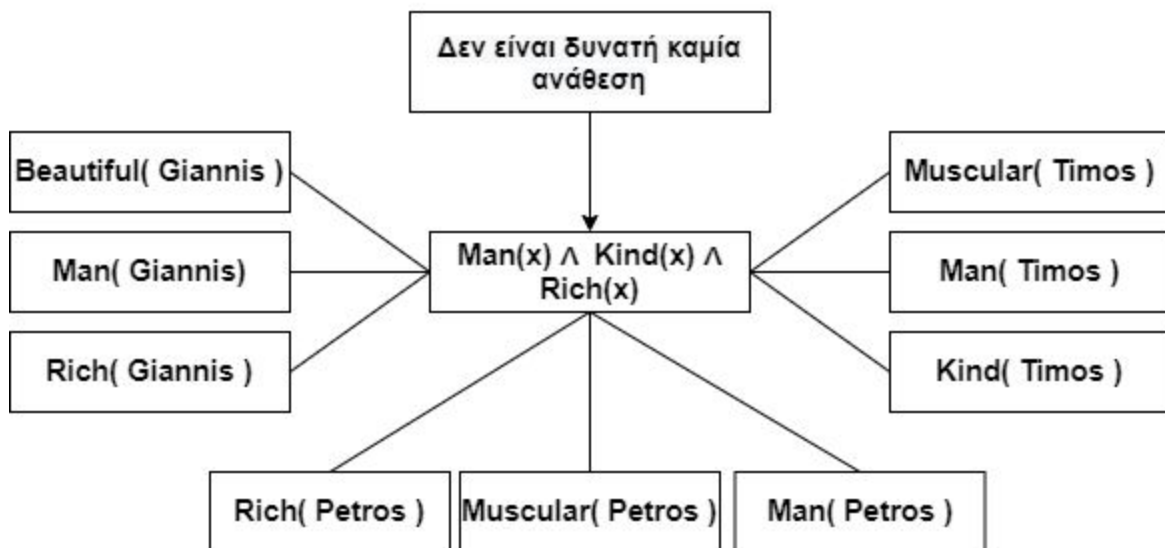 Δεν είναι δυνατή καμία
ανάθεση
Beautiful( Giannis )
Muscular( Timos )
Man( Giannis)
Man(x) Λ Kind(x) Λ
Rich(x)
Man( Timos )
Rich( Giannis )
Kind( Timos )
Rich( Petros )
Muscular( Petros )
Man( Petros )